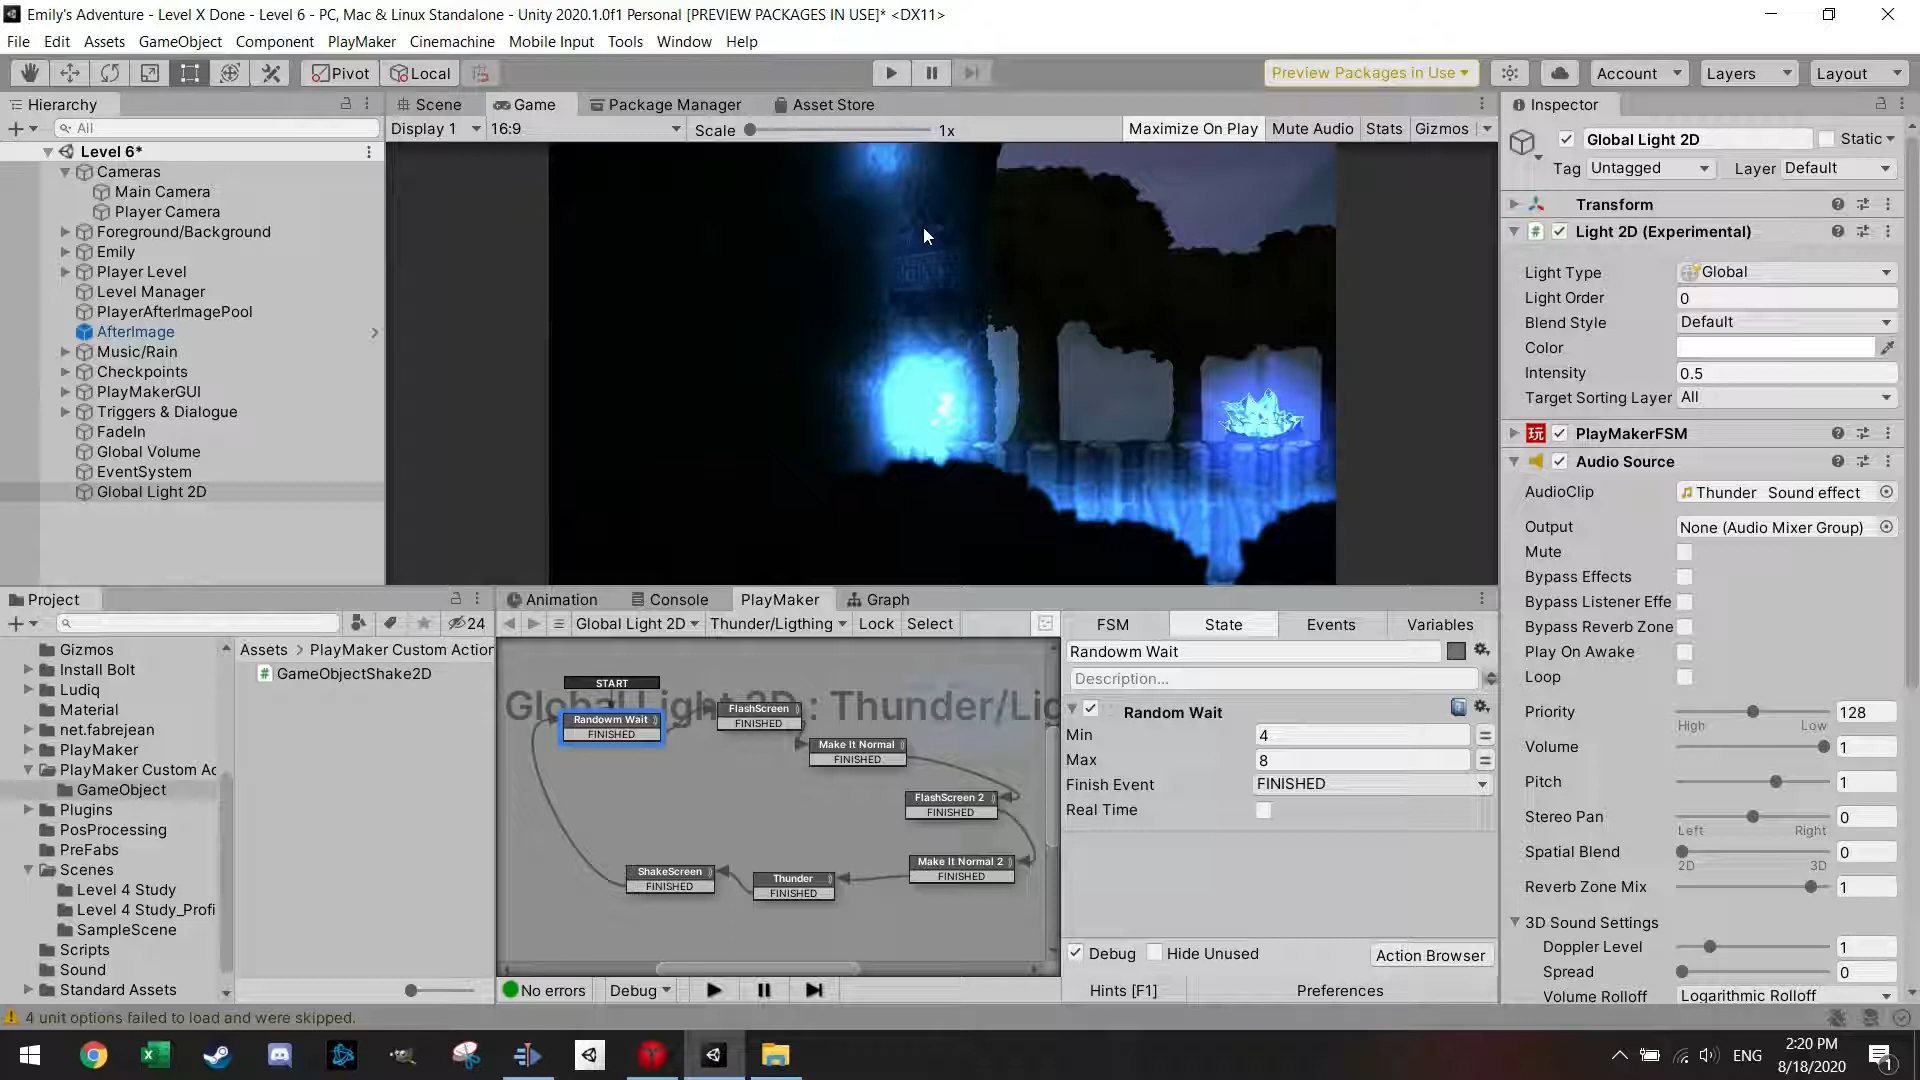 Emily's Adventure - Level X Done - Level 6 - PC, Mac & Linux Standalone - Unity 2020.1.0f1 Personal [PREVIEW PACKAGES IN USE]* <DX11>
File Edit Assets GameObject Component PlayMaker Cinemachine Mobile Input Tools Window Help
Pivot Local Preview Packages in Use Account Layers Layout
Hierarchy
All
Level 6*
Cameras
Main Camera
Player Camera
Foreground/Background
Emily
Player Level
Level Manager
PlayerAfterImagePool
AfterImage
Music/Rain
Checkpoints
PlayMakerGUI
Triggers & Dialogue
FadeIn
Global Volume
EventSystem
Global Light 2D
Scene Game Package Manager Asset Store
Display 1 16:9 Scale 1x Maximize On Play Mute Audio Stats Gizmos
Inspector
Global Light 2D Static
Tag Untagged Layer Default
Transform
Light 2D (Experimental)
Light Type Global
Light Order 0
Blend Style Default
Color
Intensity 0.5
Target Sorting Layer All
PlayMakerFSM
玩
Audio Source
AudioClip Thunder Sound effect
Output None (Audio Mixer Group)
Mute
Bypass Effects
Bypass Listener Effe
Bypass Reverb Zone
Play On Awake
Loop
Priority 128
High Low
Volume 1
Pitch 1
Stereo Pan 0
Left Right
Spatial Blend 0
2D 3D
Reverb Zone Mix 1
3D Sound Settings
Doppler Level 1
Spread 0
Volume Rolloff Logarithmic Rolloff
Project
24
Gizmos
Install Bolt
Ludiq
Material
net.fabrejean
PlayMaker
PlayMaker Custom Ac
GameObject
Plugins
PosProcessing
PreFabs
Scenes
Level 4 Study
Level 4 Study_Profi
SampleScene
Scripts
Sound
Standard Assets
Assets > PlayMaker Custom Action
GameObjectShake2D
Animation Console PlayMaker Graph
Global Light 2D Thunder/Ligthing Lock Select
Global Light 2D : Thunder/Lig
START
Randowm Wait
FINISHED
FlashScreen
FINISHED
Make It Normal
FINISHED
FlashScreen 2
FINISHED
Make It Normal 2
FINISHED
Thunder
FINISHED
ShakeScreen
FINISHED
No errors Debug
FSM State Events Variables
Randowm Wait
Description...
Random Wait
Min 4
Max 8
Finish Event FINISHED
Real Time
Debug Hide Unused Action Browser
Hints [F1] Preferences
4 unit options failed to load and were skipped.
ENG
2:20 PM
8/18/2020
1